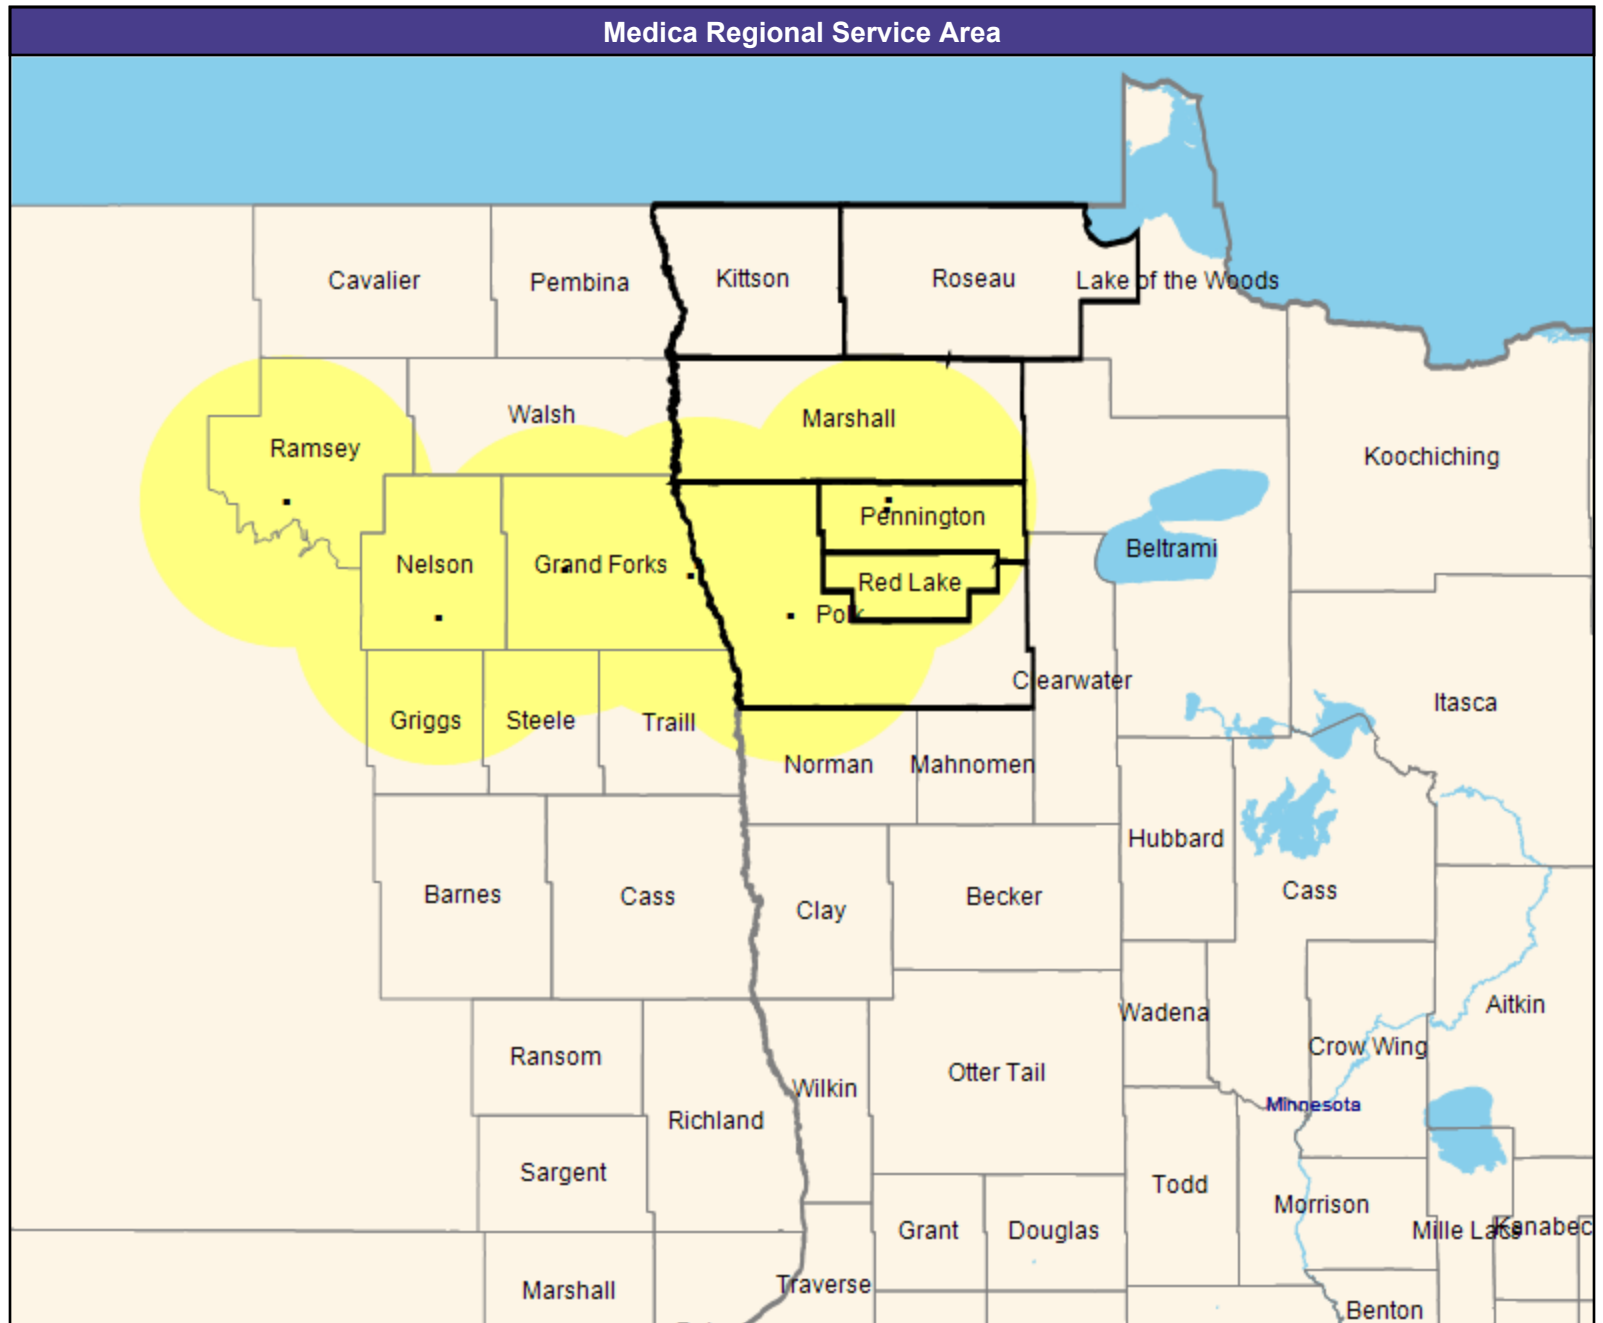 Medica Regional Service Area
Cavalier
Pembina
Kittson
Roseau
Lake of the Woods
Walsh
Marshall
Ramsey
Koochiching
Pennington
Beltrami
Nelson
Grand Forks
Red Lake
Polk
Clearwater
Itasca
Griggs
Steele
Traill
Norman
Mahnomen
Hubbard
Cass
Barnes
Cass
Clay
Becker
Wadena
Aitkin
Crow Wing
Ransom
Otter Tail
Wilkin
Minnesota
Richland
Sargent
Todd
Morrison
Grant
Douglas
Mille Lacs
Kanabec
Marshall
Traverse
Benton